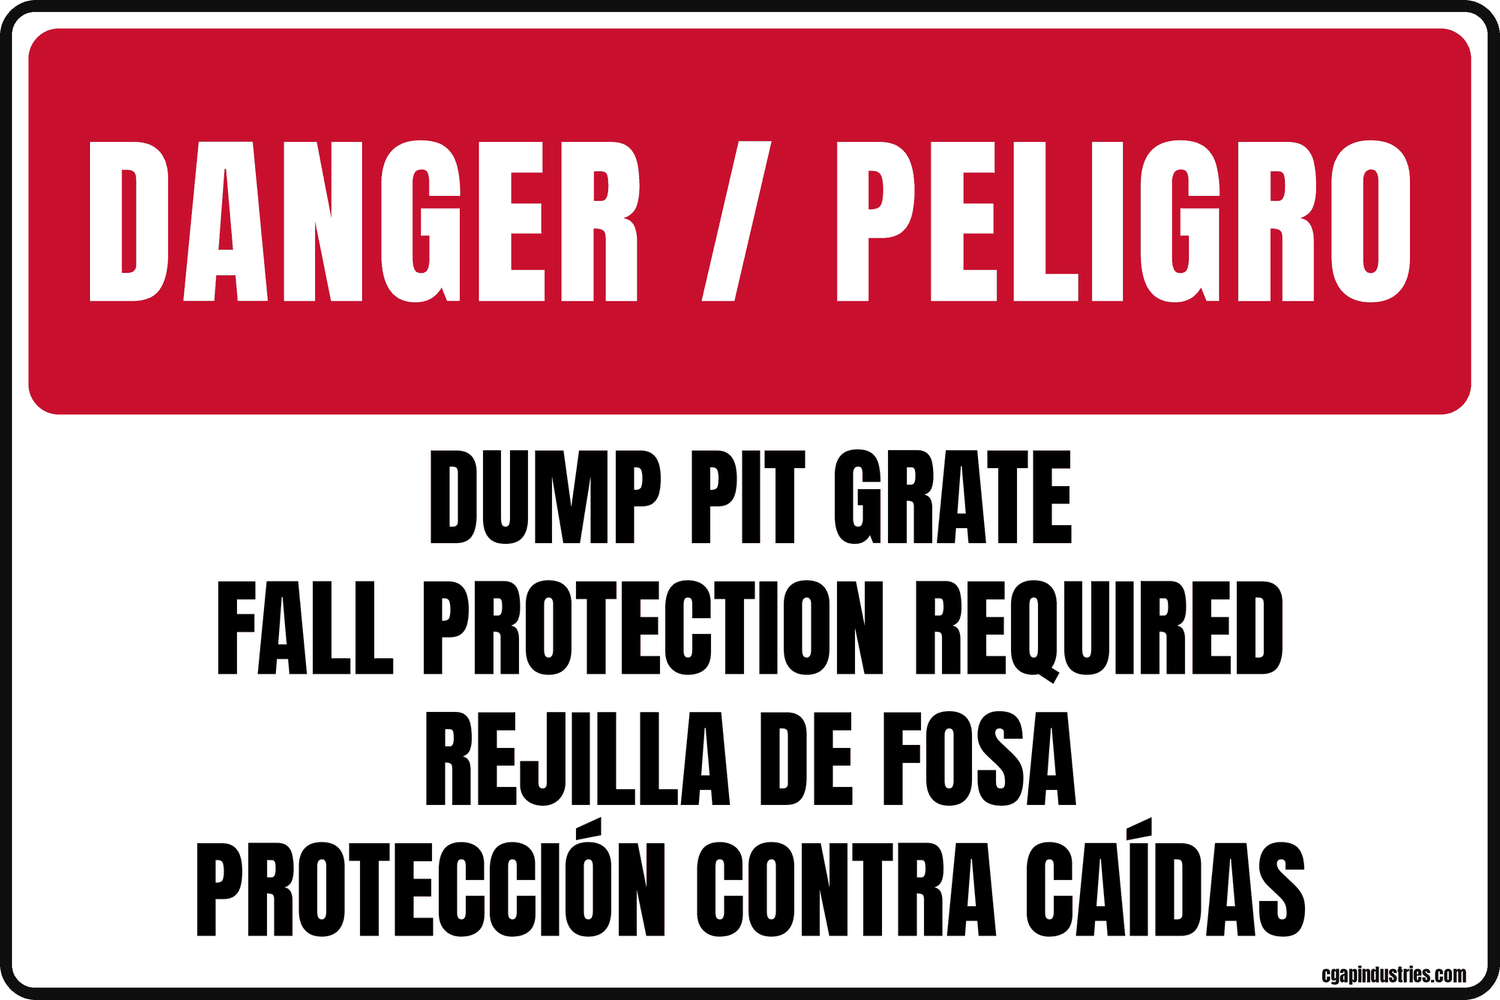 DANGER / PELIGRO
DUMP PIT GRATE
FALL PROTECTION REQUIRED
REJILLA DE FOSA
PROTECCIÓN CONTRA CAÍDAS
cgapindustries.com